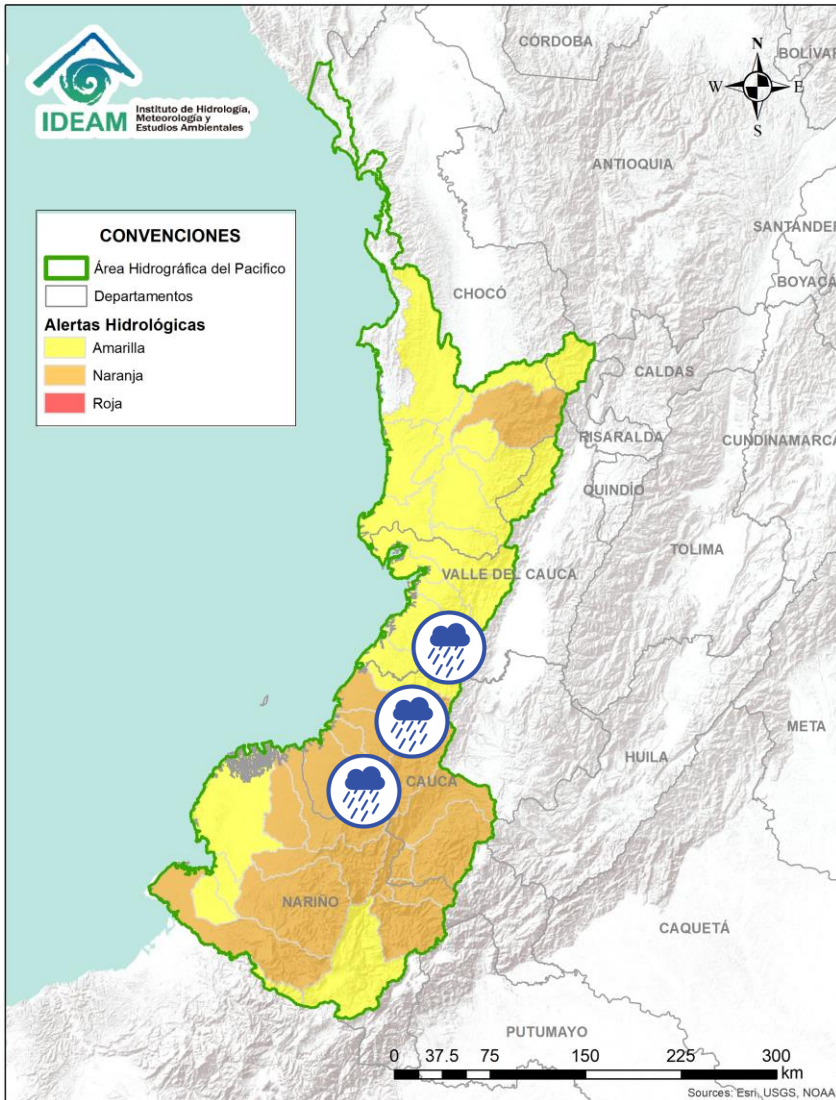 IDEAM
Instituto de Hidrología,
Meteorología y
Estudios Ambientales
N
W
E
S
CÓRDOBA
BOLÍVAR
ANTIOQUIA
SANTANDER
BOYACÁ
CHOCÓ
CALDAS
RISARALDA
CUNDINAMARCA
QUINDÍO
TOLIMA
VALLE DEL CAUCA
META
HUILA
CAUCA
NARIÑO
CAQUETÁ
PUTUMAYO
CONVENCIONES
Área Hidrográfica del Pacifico
Departamentos
Alertas Hidrológicas
Amarilla
Naranja
Roja
0 37.5 75 150 225 300
km
Sources: Esri, USGS, NOAA